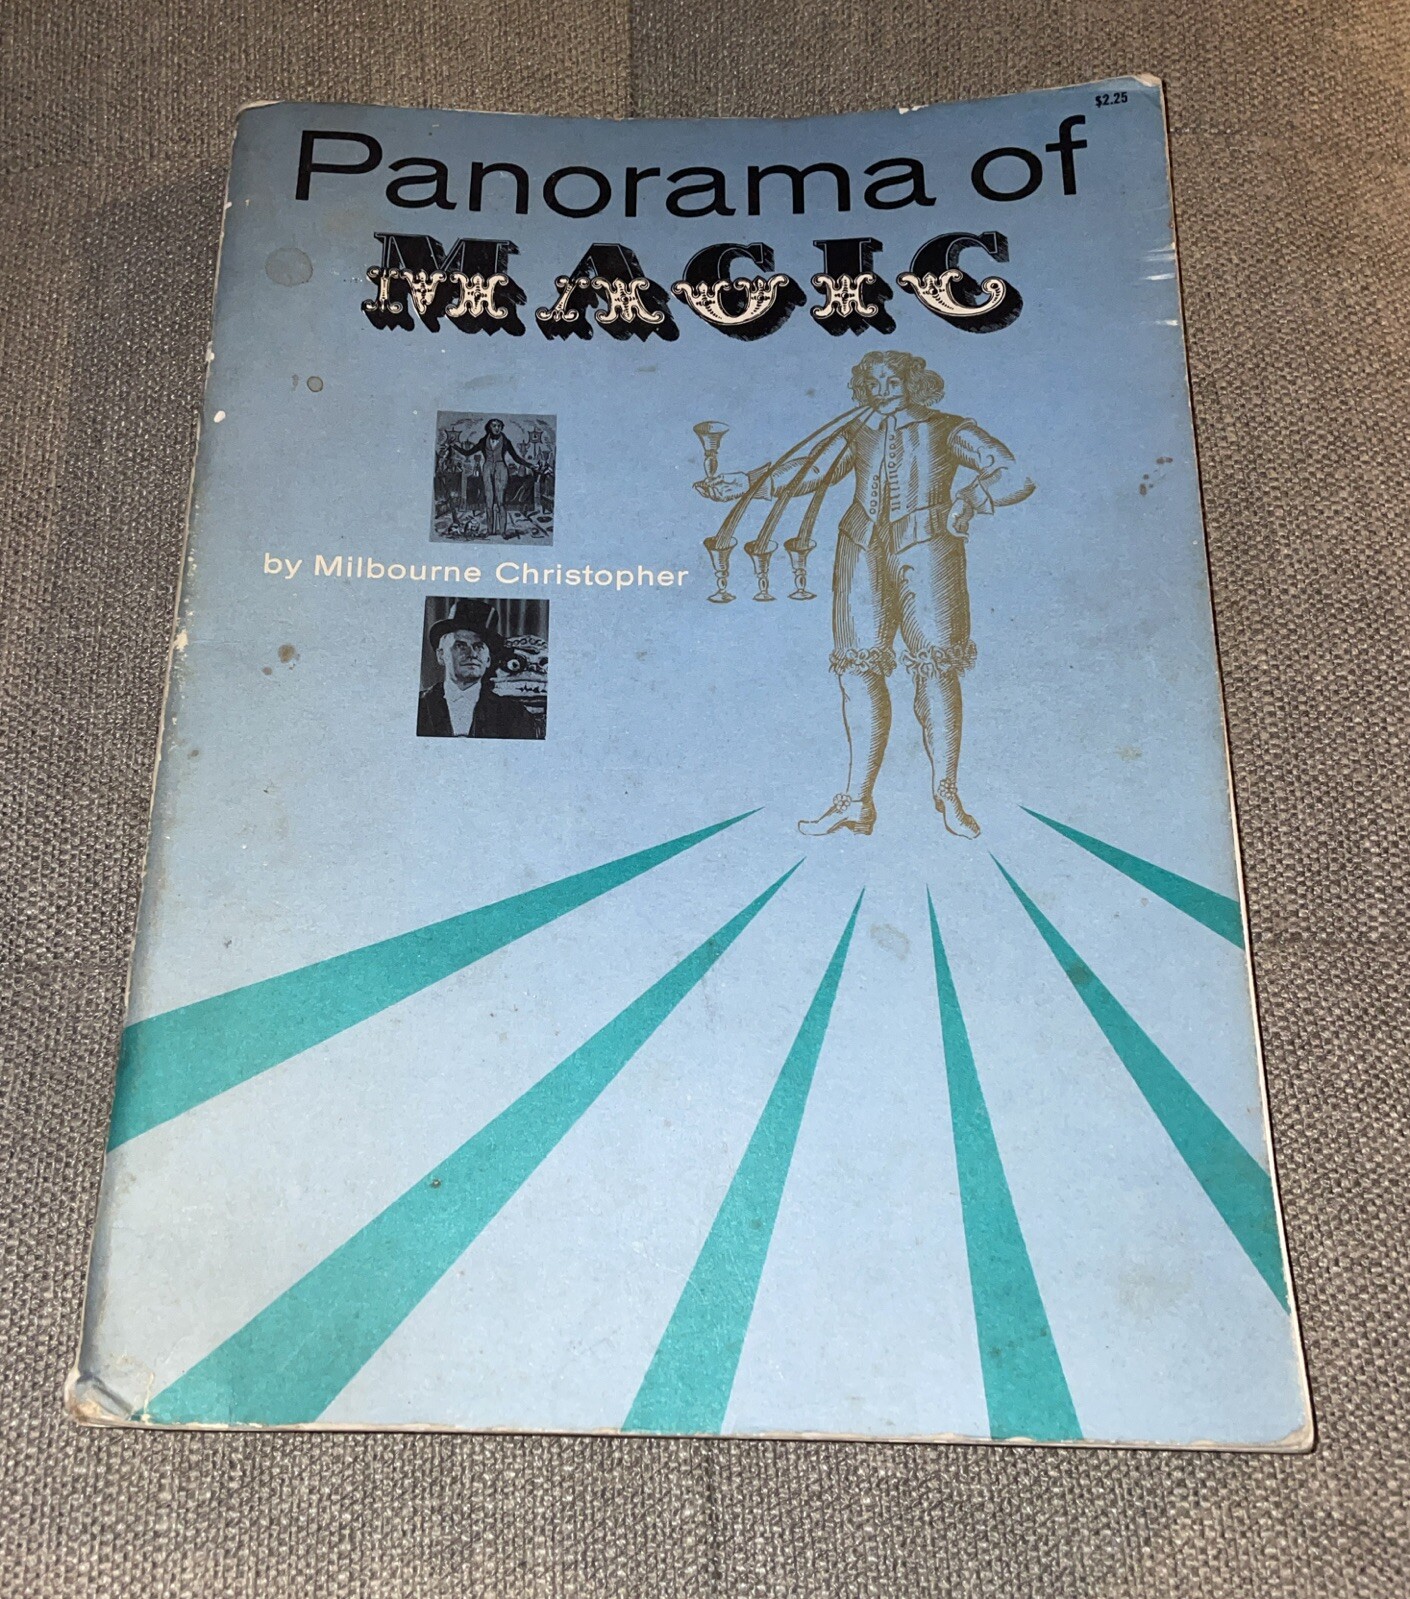 $2.25
Panorama of
MAGIC
by Milbourne Christopher